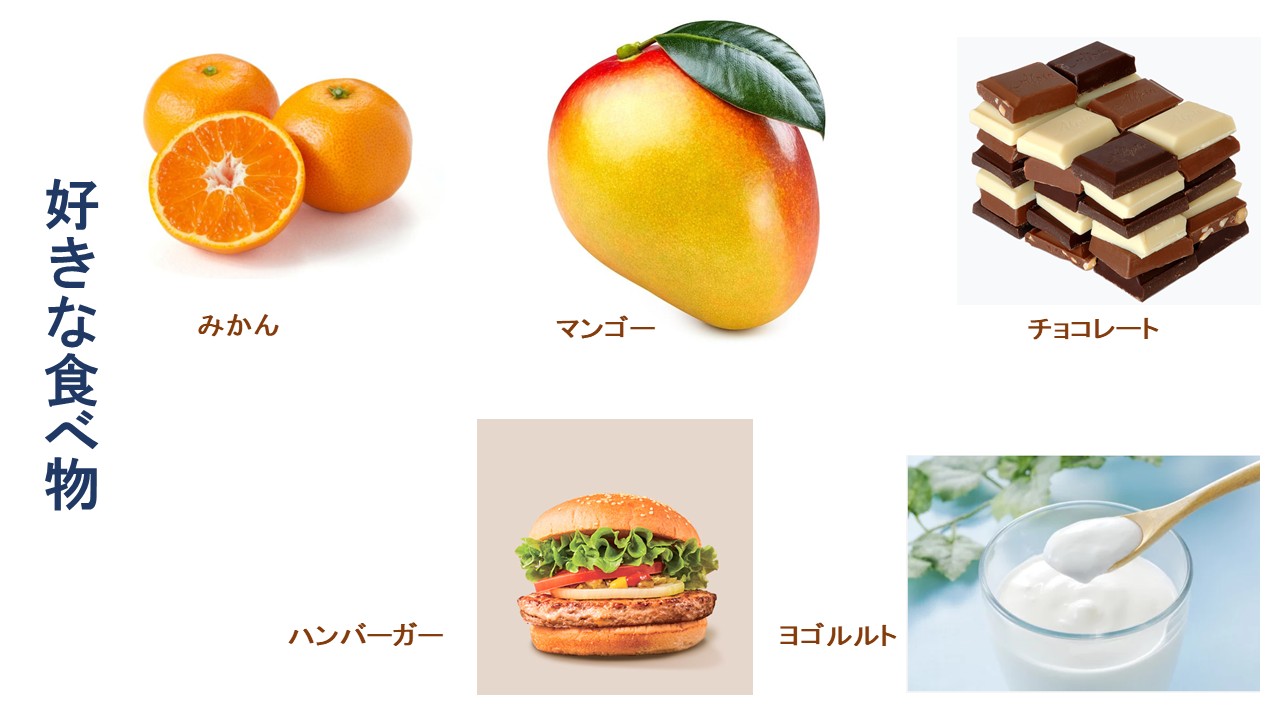 好きな食べ物
みかん
マンゴー
チョコレート
ハンバーガー
ヨゴルルト